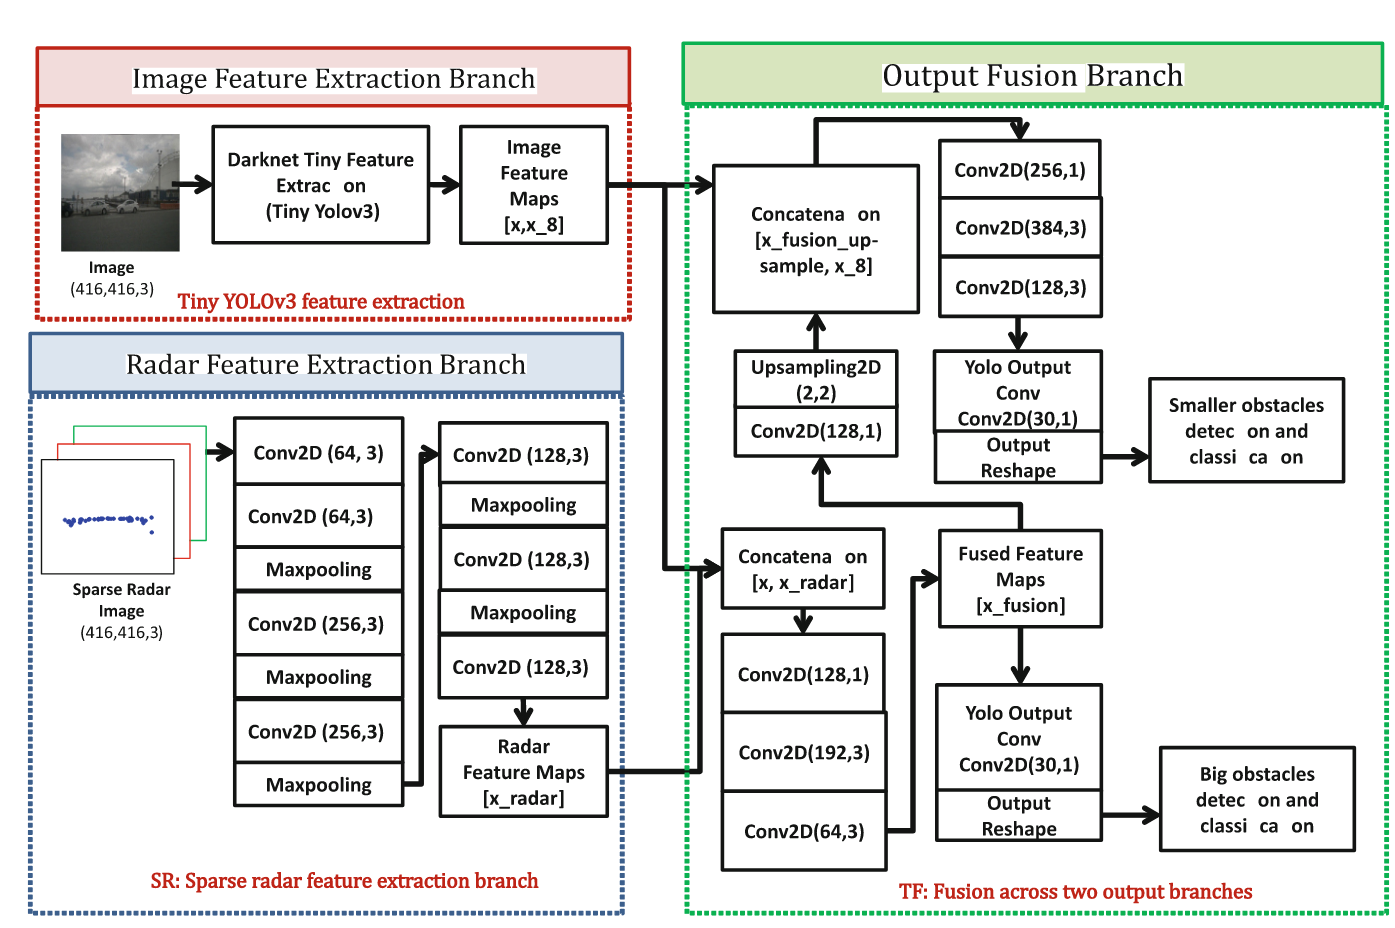 Image Feature Extraction Branch
Darknet Tiny Feature
Extrac on
(Tiny Yolov3)
Image
Feature
Maps
[x,x_8]
Image
(416,416,3)
Tiny YOLOv3 feature extraction
Radar Feature Extraction Branch
Sparse Radar
Image
(416,416,3)
Conv2D (64, 3)
Conv2D (64,3)
Maxpooling
Conv2D (256,3)
Maxpooling
Conv2D (256,3)
Maxpooling
Conv2D (128,3)
Maxpooling
Conv2D (128,3)
Maxpooling
Conv2D (128,3)
Radar
Feature Maps
[x_radar]
SR: Sparse radar feature extraction branch
Output Fusion Branch
Concatena on
[x_fusion_up-
sample, x_8]
Conv2D(256,1)
Conv2D(384,3)
Conv2D(128,3)
Upsampling2D
(2,2)
Conv2D(128,1)
Yolo Output
Conv
Conv2D(30,1)
Output
Reshape
Smaller obstacles
detec on and
classi ca on
Concatena on
[x, x_radar]
Conv2D(128,1)
Conv2D(192,3)
Conv2D(64,3)
Fused Feature
Maps
[x_fusion]
Yolo Output
Conv
Conv2D(30,1)
Output
Reshape
Big obstacles
detec on and
classi ca on
TF: Fusion across two output branches